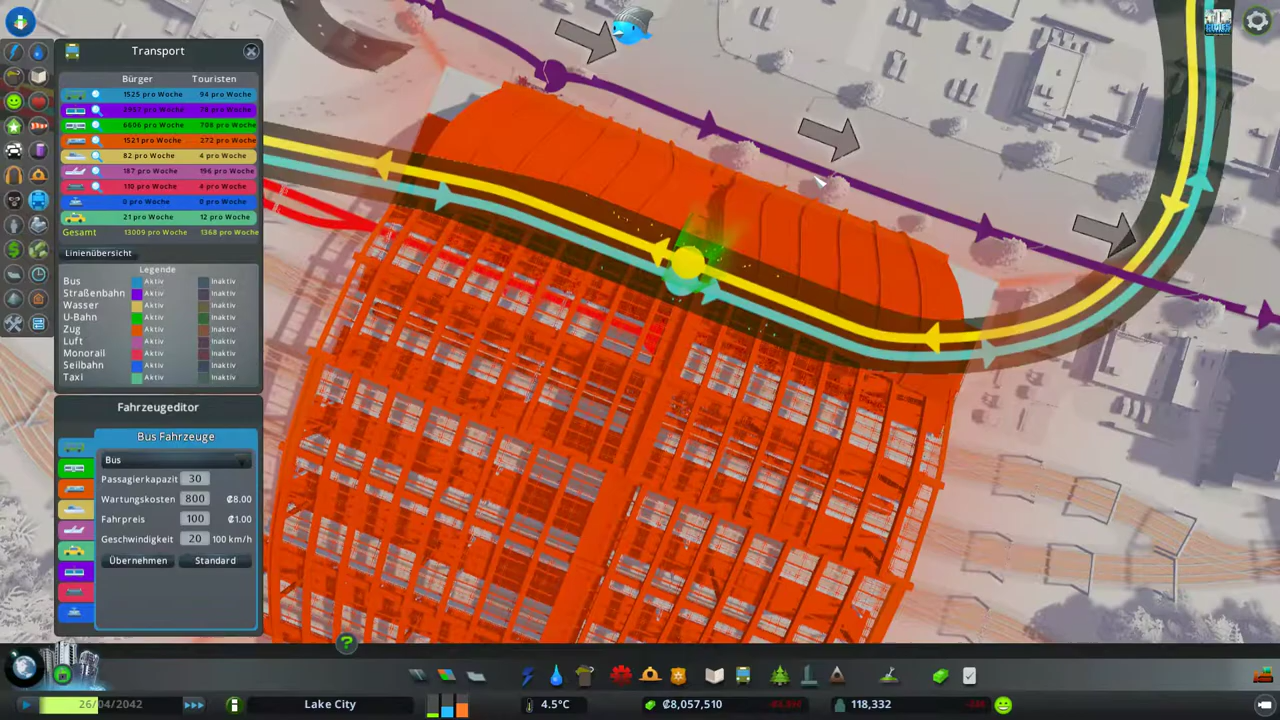 Transport
Bürger Touristen
1525 pro Woche 94 pro Woche
2957 pro Woche 78 pro Woche
6606 pro Woche 708 pro Woche
1521 pro Woche 272 pro Woche
82 pro Woche 4 pro Woche
187 pro Woche 196 pro Woche
110 pro Woche 4 pro Woche
0 pro Woche 0 pro Woche
21 pro Woche 12 pro Woche
Gesamt 13009 pro Woche 1368 pro Woche
Linienübersicht
Legende
Bus Aktiv Inaktiv
Straßenbahn Aktiv Inaktiv
Wasser Aktiv Inaktiv
U-Bahn Aktiv Inaktiv
Zug Aktiv Inaktiv
Luft Aktiv Inaktiv
Monorail Aktiv Inaktiv
Seilbahn Aktiv Inaktiv
Taxi Aktiv Inaktiv
Fahrzeugeditor
Bus Fahrzeuge
Bus
Passagierkapazit 30
Wartungskosten 800 ₡8.00
Fahrpreis 100 ₡1.00
Geschwindigkeit 20 100 km/h
Übernehmen Standard
?
26/04/2042 Lake City 4.5°C ₡8,057,510 118,332